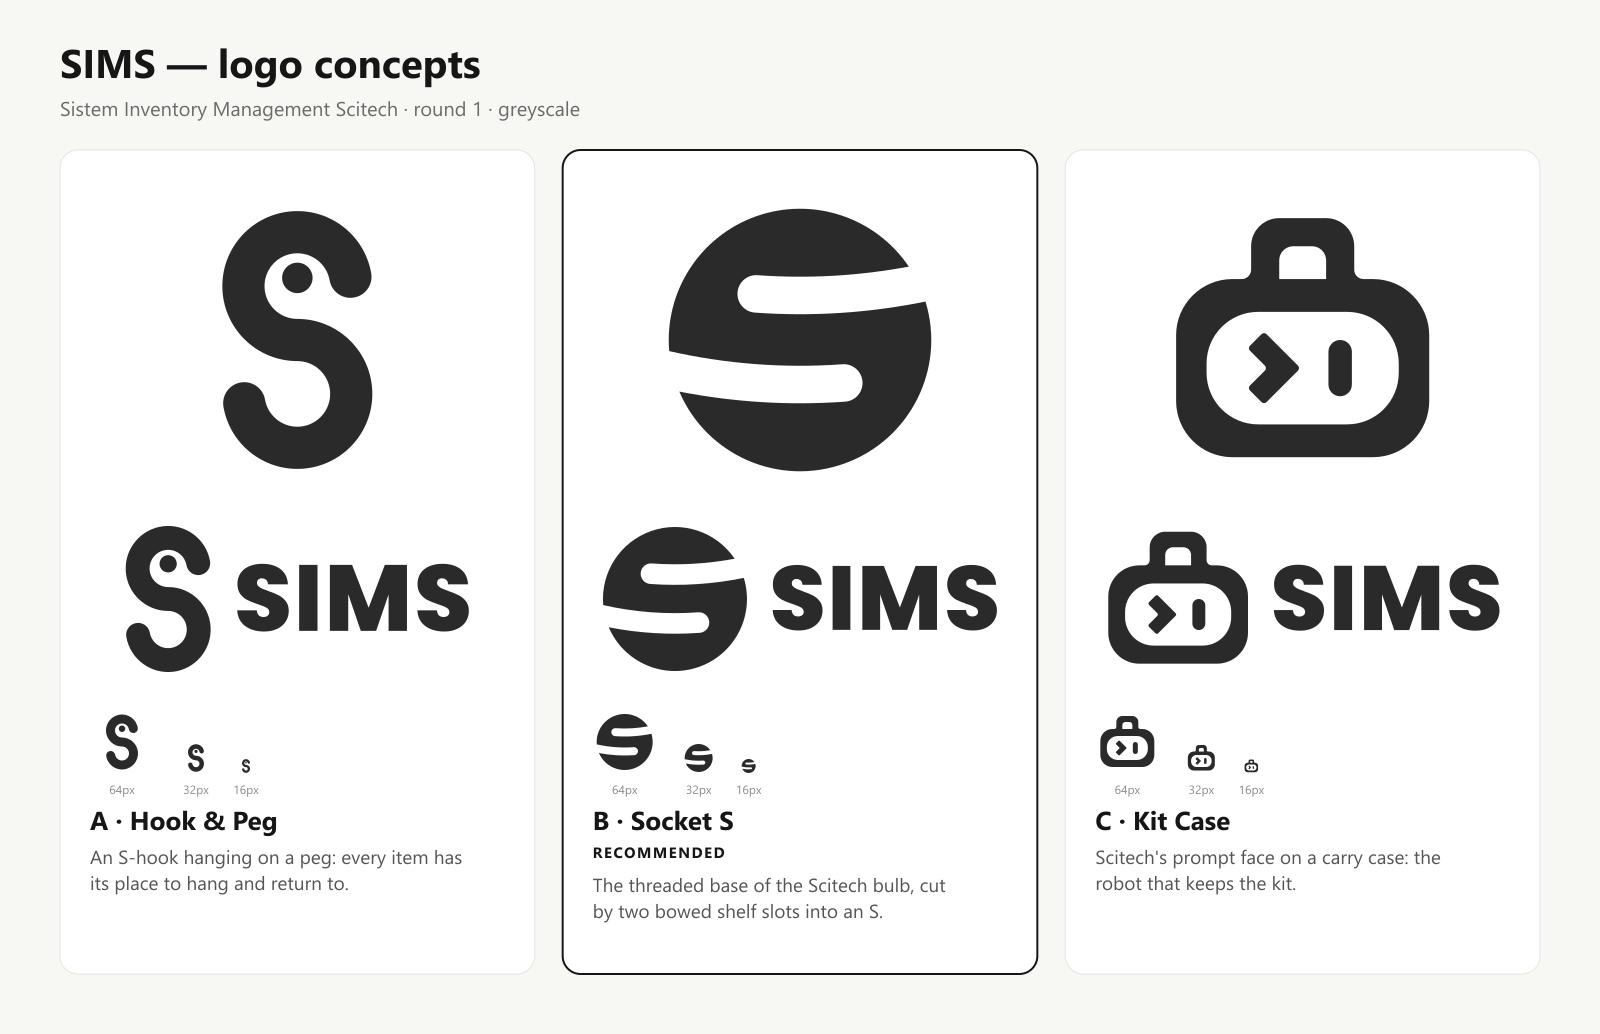 SIMS — logo concepts
Sistem Inventory Management Scitech · round 1 · greyscale
SIMS
64px 32px 16px
A · Hook & Peg
An S-hook hanging on a peg: every item has
its place to hang and return to.
SIMS
64px 32px 16px
B · Socket S
RECOMMENDED
The threaded base of the Scitech bulb, cut
by two bowed shelf slots into an S.
SIMS
64px 32px 16px
C · Kit Case
Scitech's prompt face on a carry case: the
robot that keeps the kit.